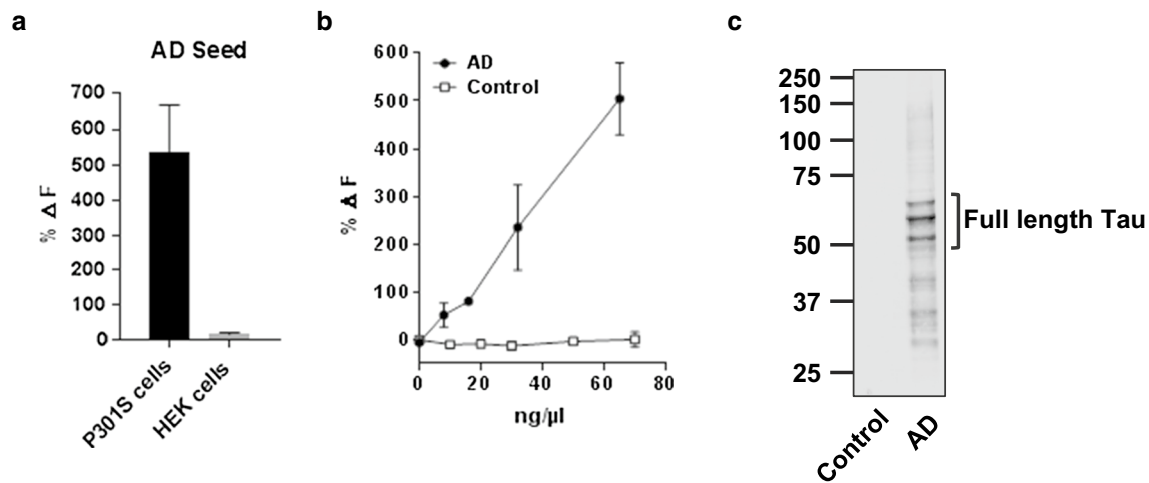 a
AD Seed
% Δ F
700
600
500
400
300
200
100
0
P301S cells
HEK cells
b
% Δ F
600
500
400
300
200
100
0
AD
Control
0 20 40 60 80
ng/µl
c
250
150
100
75
50
37
25
Full length Tau
Control
AD